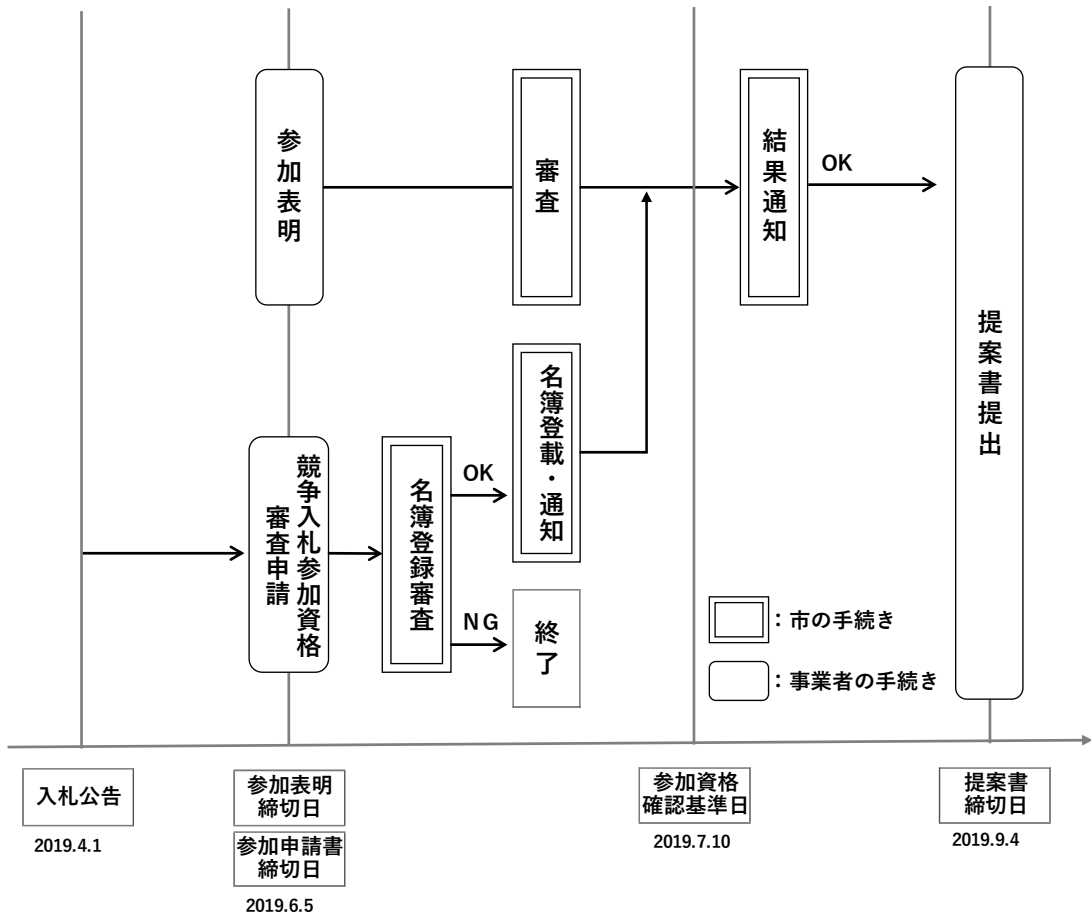 参加表明
審査
結果通知
OK
提案書提出
競争入札参加資格
審査申請
名簿登録審査
OK
名簿登載・通知
NG
終了
：市の手続き
：事業者の手続き
入札公告
2019.4.1
参加表明
締切日
参加申請書
締切日
2019.6.5
参加資格
確認基準日
2019.7.10
提案書
締切日
2019.9.4